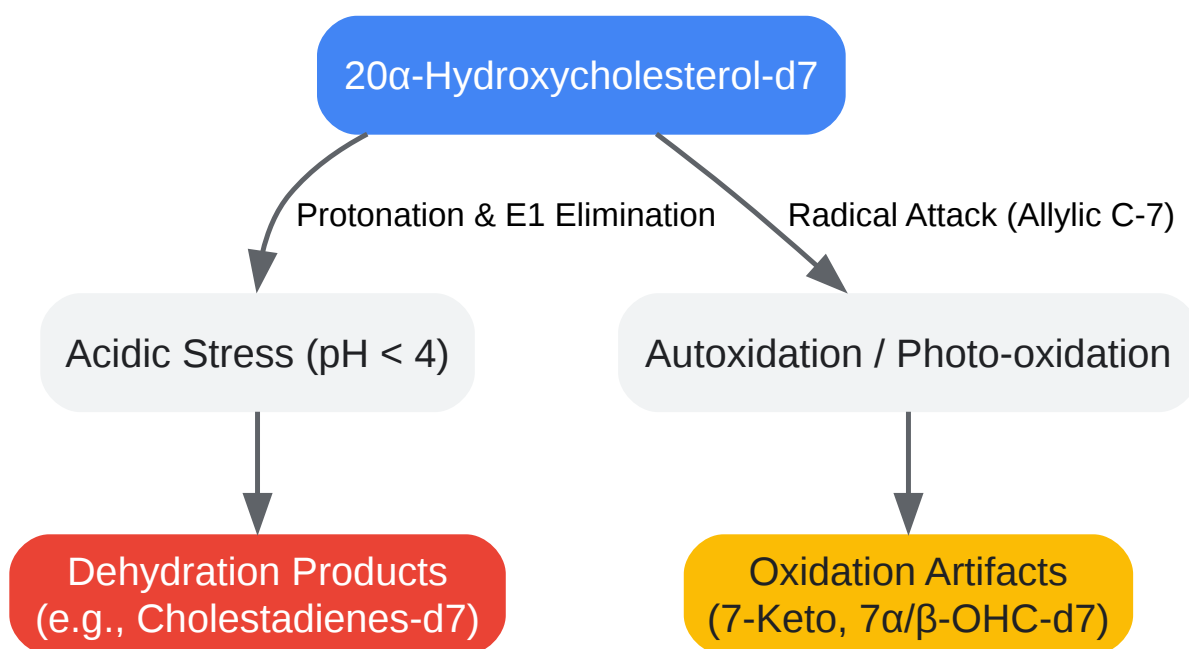 20α-Hydroxycholesterol-d7
Protonation & E1 Elimination
Radical Attack (Allylic C-7)
Acidic Stress (pH < 4)
Autoxidation / Photo-oxidation
Dehydration Products
(e.g., Cholestadienes-d7)
Oxidation Artifacts
(7-Keto, 7α/β-OHC-d7)